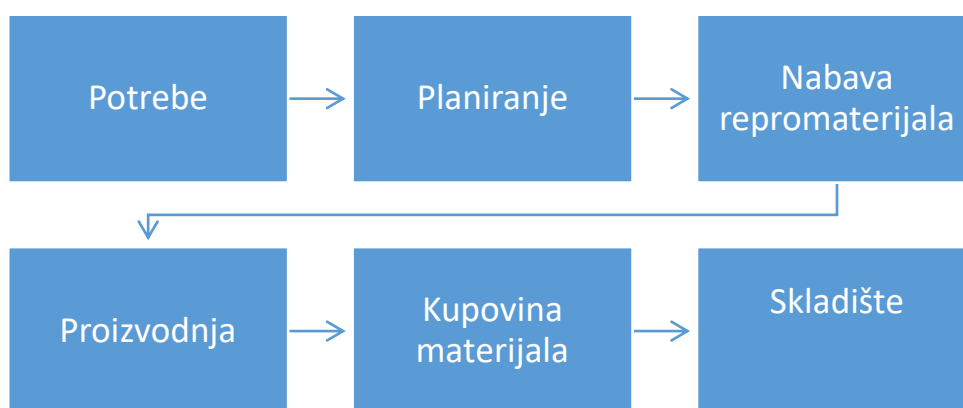 Potrebe
Planiranje
Nabava
repromaterijala
Proizvodnja
Kupovina
materijala
Skladište